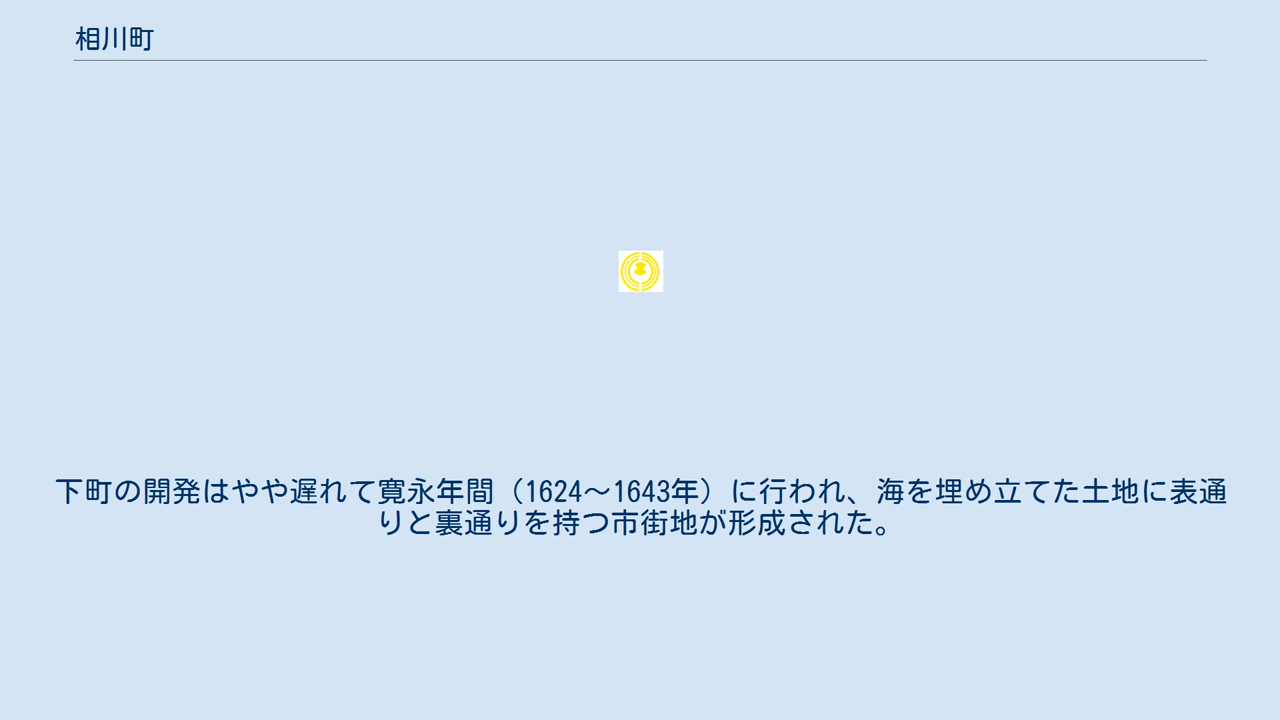 相川町
下町の開発はやや遅れて寛永年間（1624～1643年）に行われ、海を埋め立てた土地に表通
りと裏通りを持つ市街地が形成された。